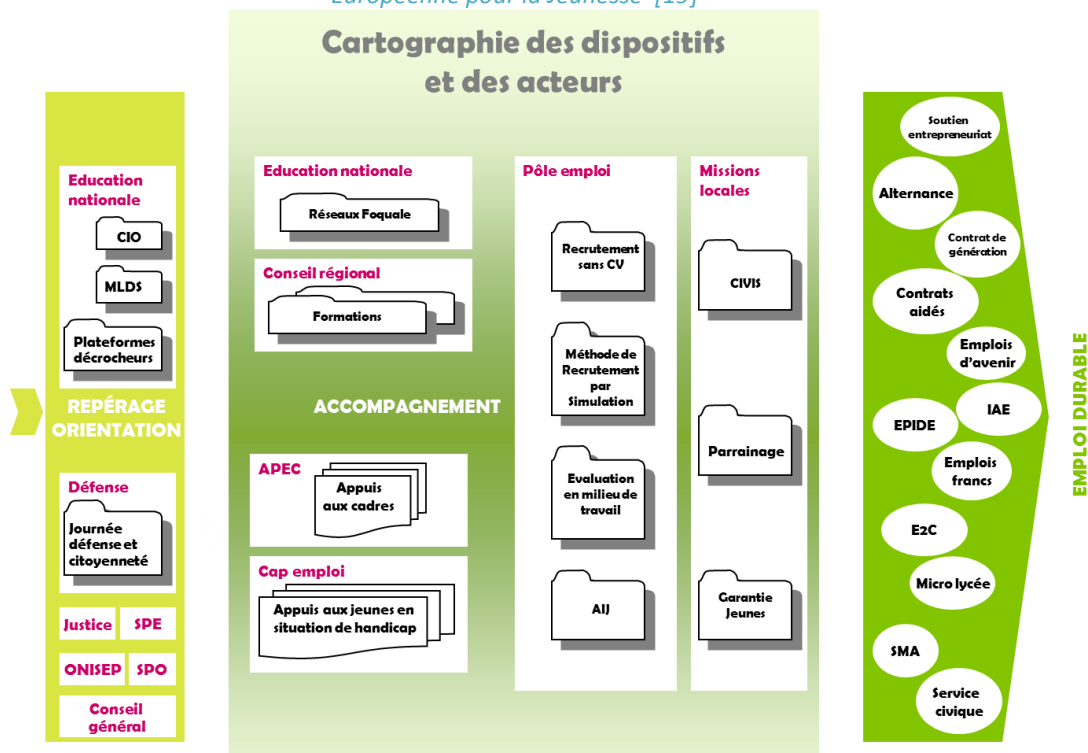 Européenne pour la Jeunesse [15]
Cartographie des dispositifs
et des acteurs
Education
nationale
CIO
MLDS
Plateformes
décrocheurs
REPÉRAGE
ORIENTATION
Défense
Journée
défense et
citoyenneté
Justice
SPE
ONISEP
SPO
Conseil
général
Education nationale
Réseaux Foquale
Conseil régional
Formations
ACCOMPAGNEMENT
APEC
Appuis
aux cadres
Cap emploi
Appuis aux jeunes en
situation de handicap
Pôle emploi
Recrutement
sans CV
Méthode de
Recrutement
par
Simulation
Evaluation
en milieu de
travail
AIJ
Missions
locales
CIVIS
Parrainage
Garantie
Jeunes
Soutien
entrepreneuriat
Alternance
Contrat de
génération
Contrats
aidés
Emplois
d'avenir
IAE
EPIDE
Emplois
francs
E2C
Micro lycée
SMA
Service
civique
EMPLOI DURABLE